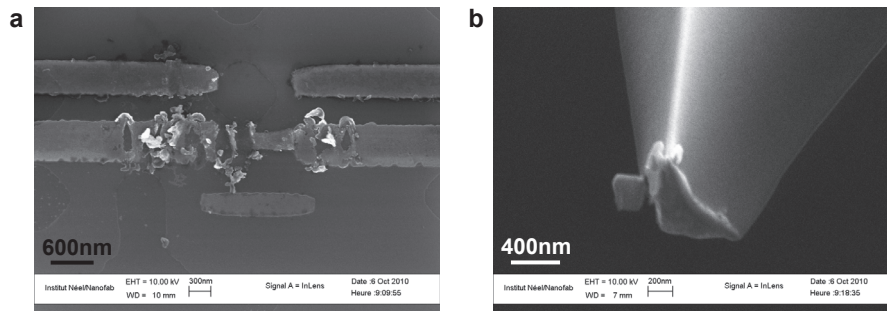 a
600nm
Institut Néel/Nanofab
EHT = 10.00 kV
WD = 10 mm
300nm
Signal A = InLens
Date :6 Oct 2010
Heure :9:09:55
b
400nm
Institut Néel/Nanofab
EHT = 10.00 kV
WD = 7 mm
200nm
Signal A = InLens
Date :6 Oct 2010
Heure :9:18:35